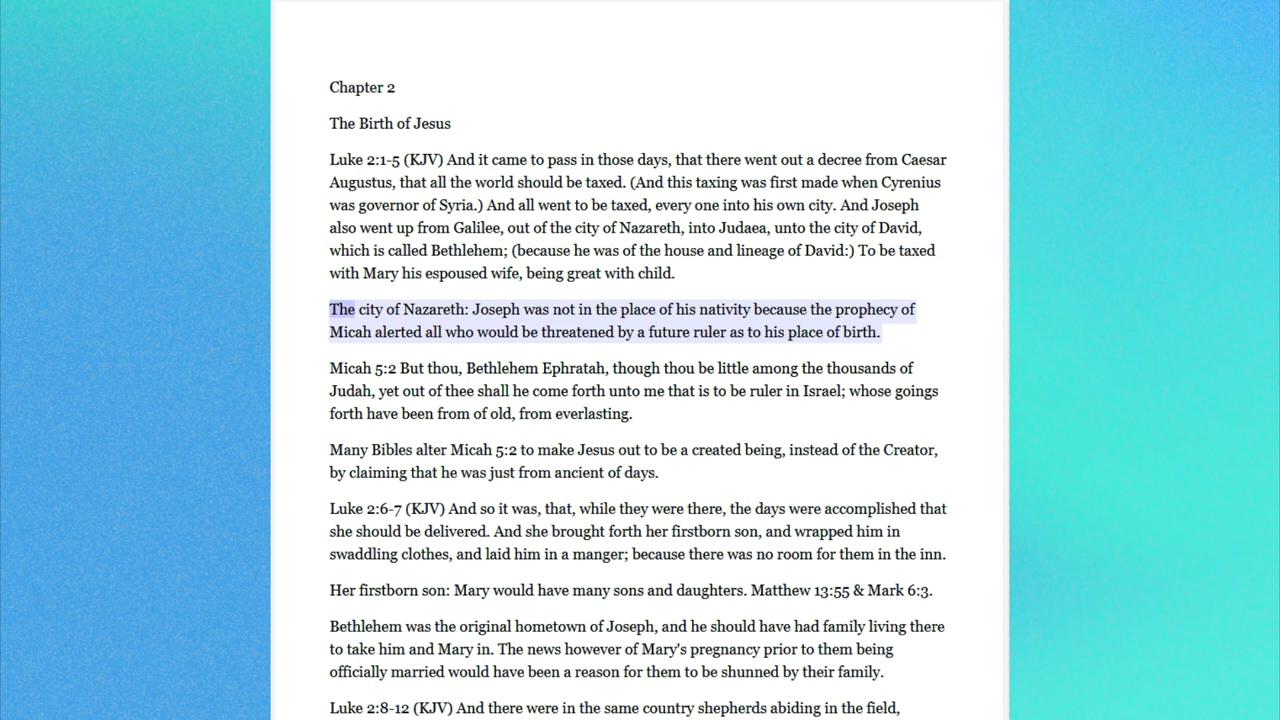 Chapter 2
The Birth of Jesus
Luke 2:1-5 (KJV) And it came to pass in those days, that there went out a decree from Caesar
Augustus, that all the world should be taxed. (And this taxing was first made when Cyrenius
was governor of Syria.) And all went to be taxed, every one into his own city. And Joseph
also went up from Galilee, out of the city of Nazareth, into Judaea, unto the city of David,
which is called Bethlehem; (because he was of the house and lineage of David:) To be taxed
with Mary his espoused wife, being great with child.
The city of Nazareth: Joseph was not in the place of his nativity because the prophecy of
Micah alerted all who would be threatened by a future ruler as to his place of birth.
Micah 5:2 But thou, Bethlehem Ephratah, though thou be little among the thousands of
Judah, yet out of thee shall he come forth unto me that is to be ruler in Israel; whose goings
forth have been from of old, from everlasting.
Many Bibles alter Micah 5:2 to make Jesus out to be a created being, instead of the Creator,
by claiming that he was just from ancient of days.
Luke 2:6-7 (KJV) And so it was, that, while they were there, the days were accomplished that
she should be delivered. And she brought forth her firstborn son, and wrapped him in
swaddling clothes, and laid him in a manger; because there was no room for them in the inn.
Her firstborn son: Mary would have many sons and daughters. Matthew 13:55 & Mark 6:3.
Bethlehem was the original hometown of Joseph, and he should have had family living there
to take him and Mary in. The news however of Mary's pregnancy prior to them being
officially married would have been a reason for them to be shunned by their family.
Luke 2:8-12 (KJV) And there were in the same country shepherds abiding in the field,